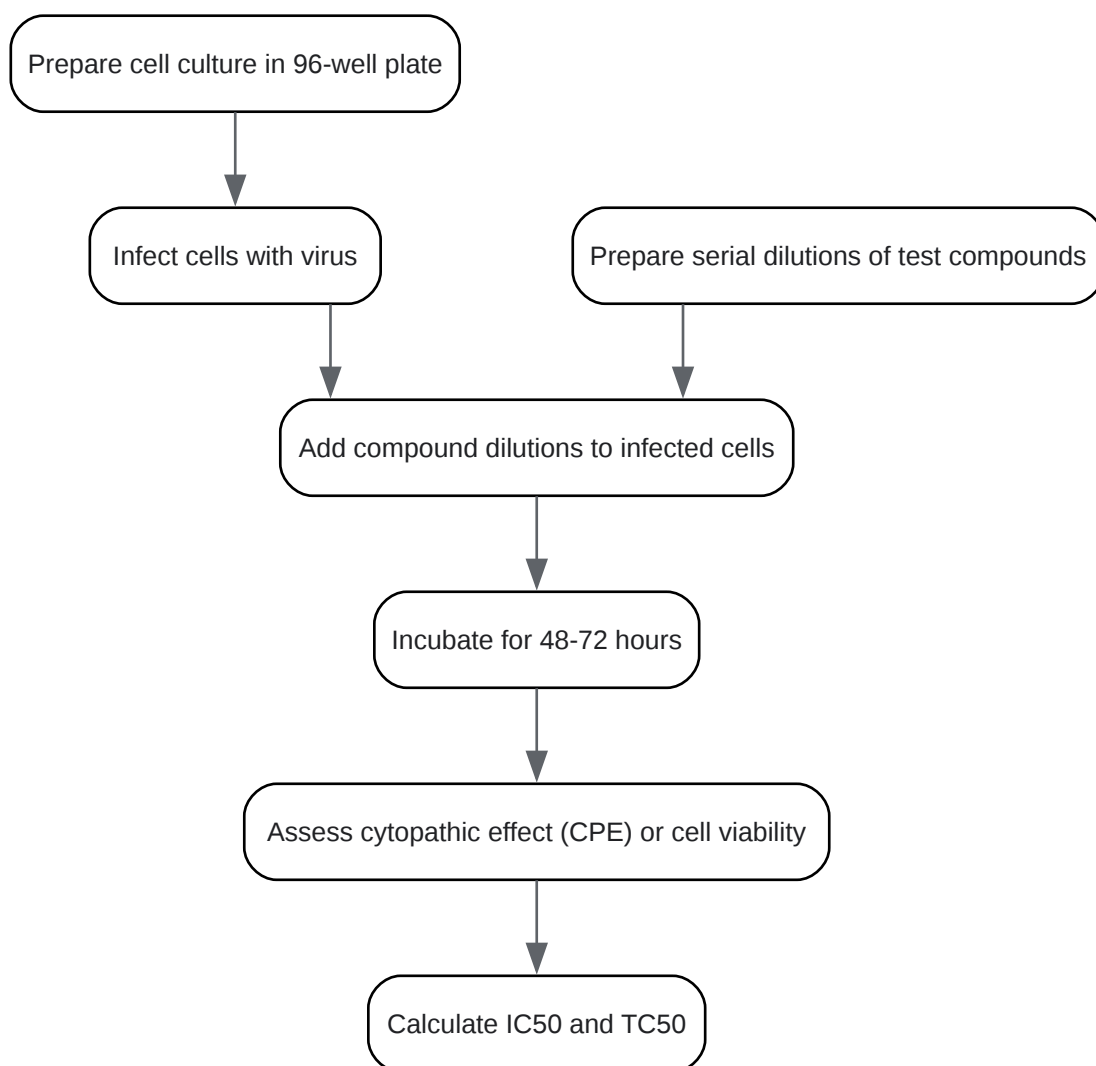 Prepare cell culture in 96-well plate
Infect cells with virus
Prepare serial dilutions of test compounds
Add compound dilutions to infected cells
Incubate for 48-72 hours
Assess cytopathic effect (CPE) or cell viability
Calculate IC50 and TC50